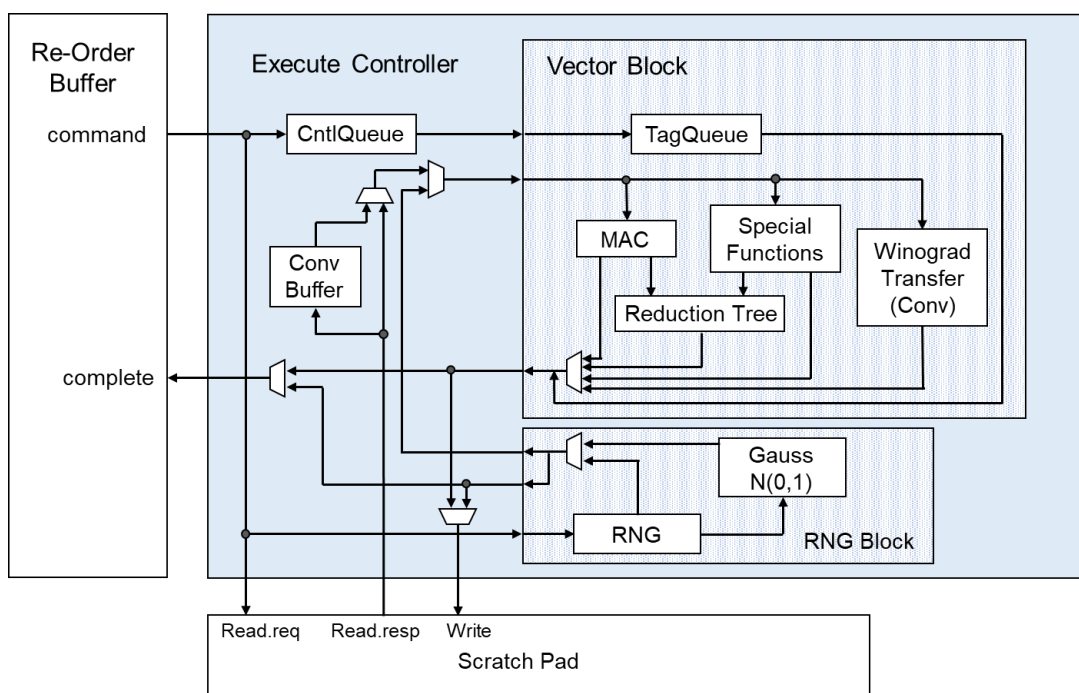 Re-Order
Buffer
command
complete
Execute Controller
CntlQueue
Conv
Buffer
Vector Block
TagQueue
MAC
Special
Functions
Winograd
Transfer
(Conv)
Reduction Tree
Gauss
N(0,1)
RNG
RNG Block
Read.req
Read.resp
Write
Scratch Pad